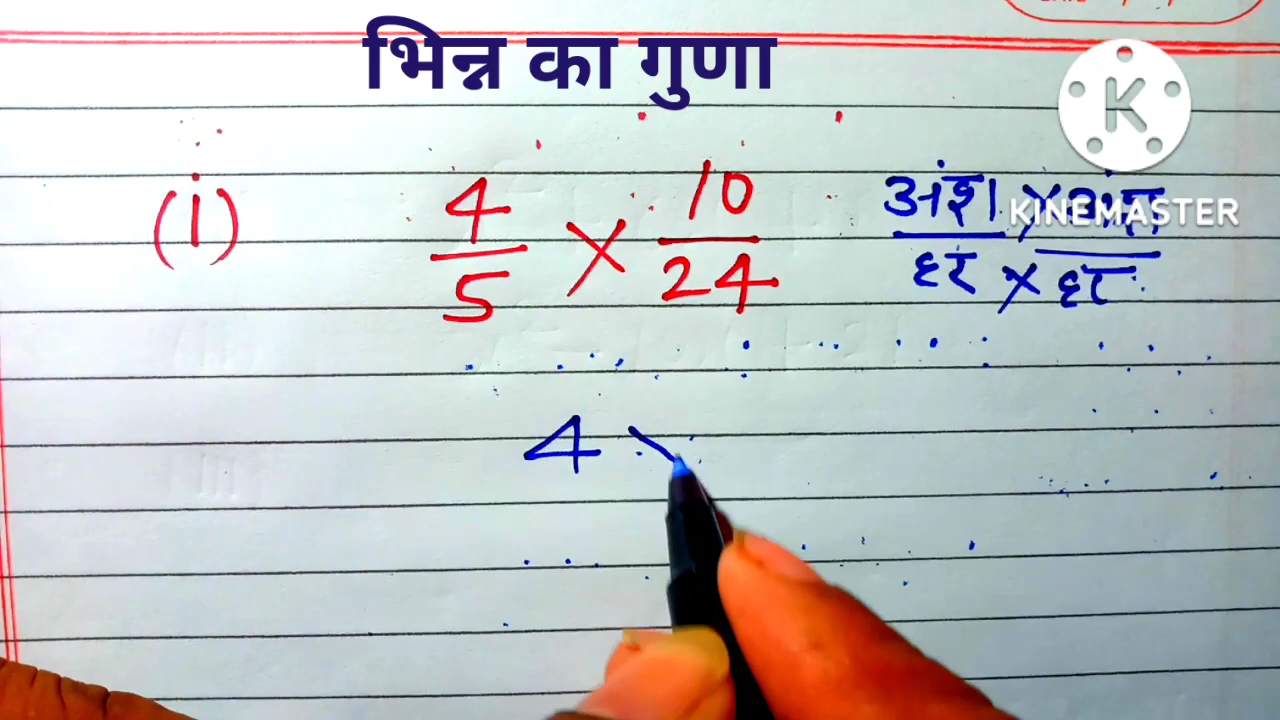 भिन्न का गुणा
K
KINEMASTER
(i) 4/5 × 10/24
अंश × अंश
हर × हर
4 ×